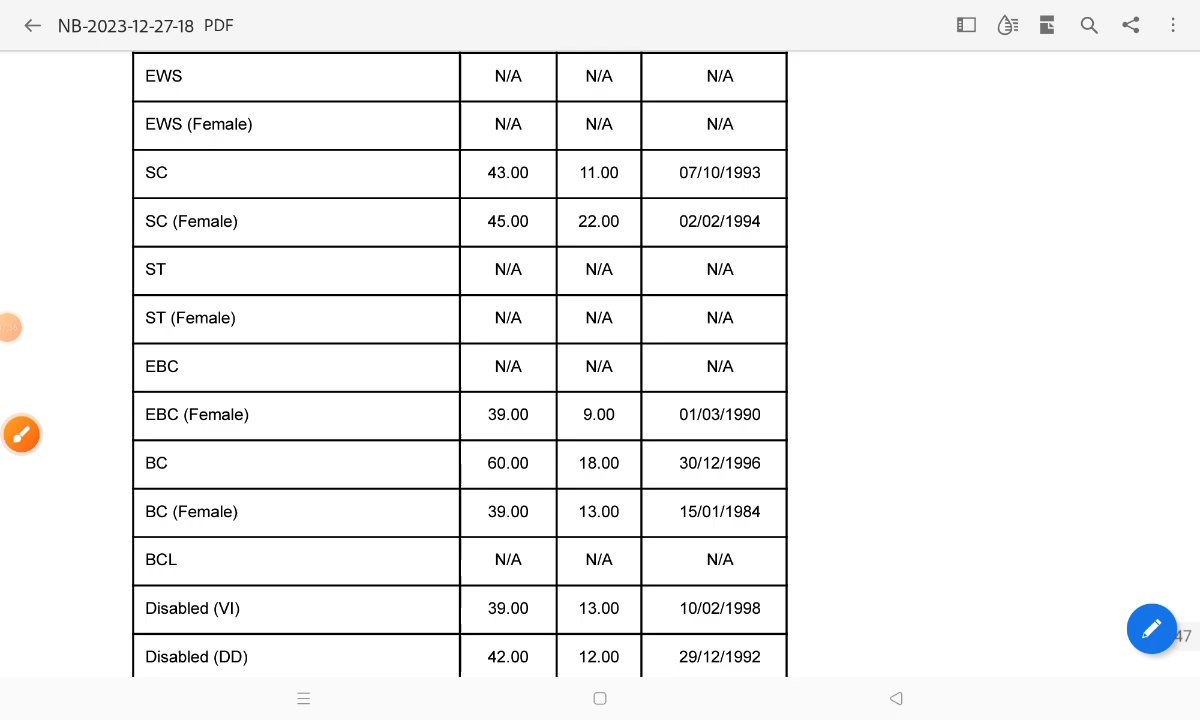 NB-2023-12-27-18 PDF
EWS N/A N/A N/A
EWS (Female) N/A N/A N/A
SC 43.00 11.00 07/10/1993
SC (Female) 45.00 22.00 02/02/1994
ST N/A N/A N/A
ST (Female) N/A N/A N/A
EBC N/A N/A N/A
EBC (Female) 39.00 9.00 01/03/1990
BC 60.00 18.00 30/12/1996
BC (Female) 39.00 13.00 15/01/1984
BCL N/A N/A N/A
Disabled (VI) 39.00 13.00 10/02/1998
47
Disabled (DD) 42.00 12.00 29/12/1992